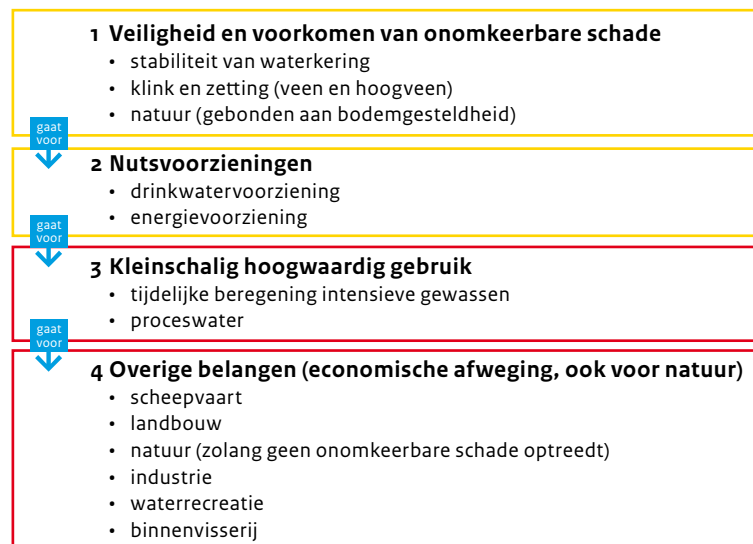 1 Veiligheid en voorkomen van onomkeerbare schade
• stabiliteit van waterkering
• klink en zetting (veen en hoogveen)
• natuur (gebonden aan bodemgesteldheid)
gaat
voor
2 Nutsvoorzieningen
• drinkwatervoorziening
• energievoorziening
gaat
voor
3 Kleinschalig hoogwaardig gebruik
• tijdelijke beregening intensieve gewassen
• proceswater
gaat
voor
4 Overige belangen (economische afweging, ook voor natuur)
• scheepvaart
• landbouw
• natuur (zolang geen onomkeerbare schade optreedt)
• industrie
• waterrecreatie
• binnenvisserij